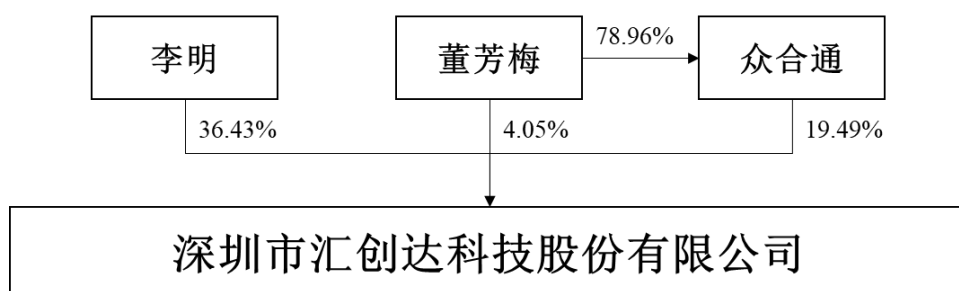 78.96%
李明
董芳梅
众合通
36.43%
4.05%
19.49%
深圳市汇创达科技股份有限公司